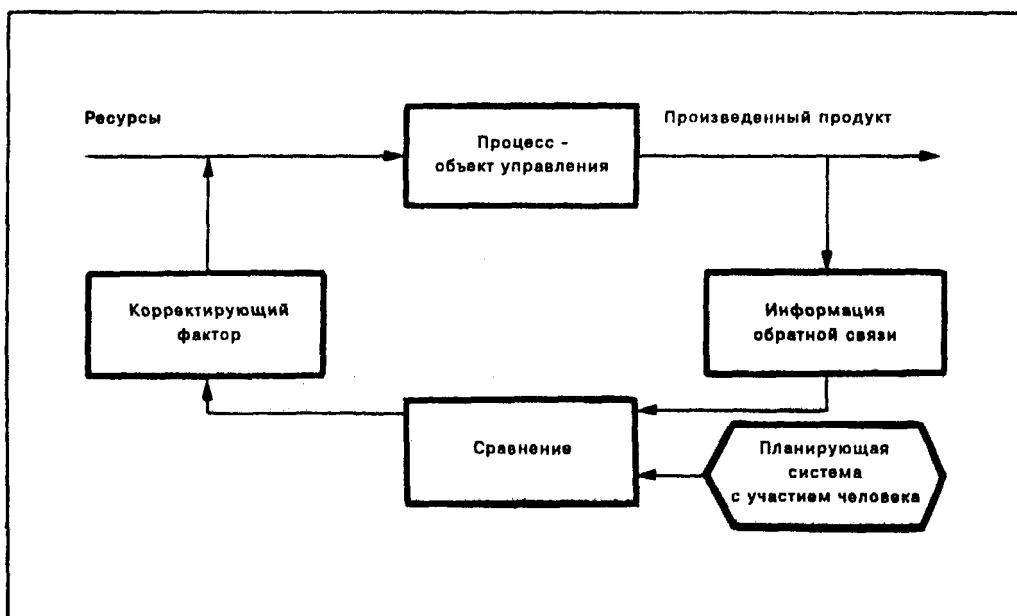 Ресурсы
Процесс -
объект управления
Произведенный продукт
Корректирующий
фактор
Информация
обратной связи
Сравнение
Планирующая
система
с участием человека